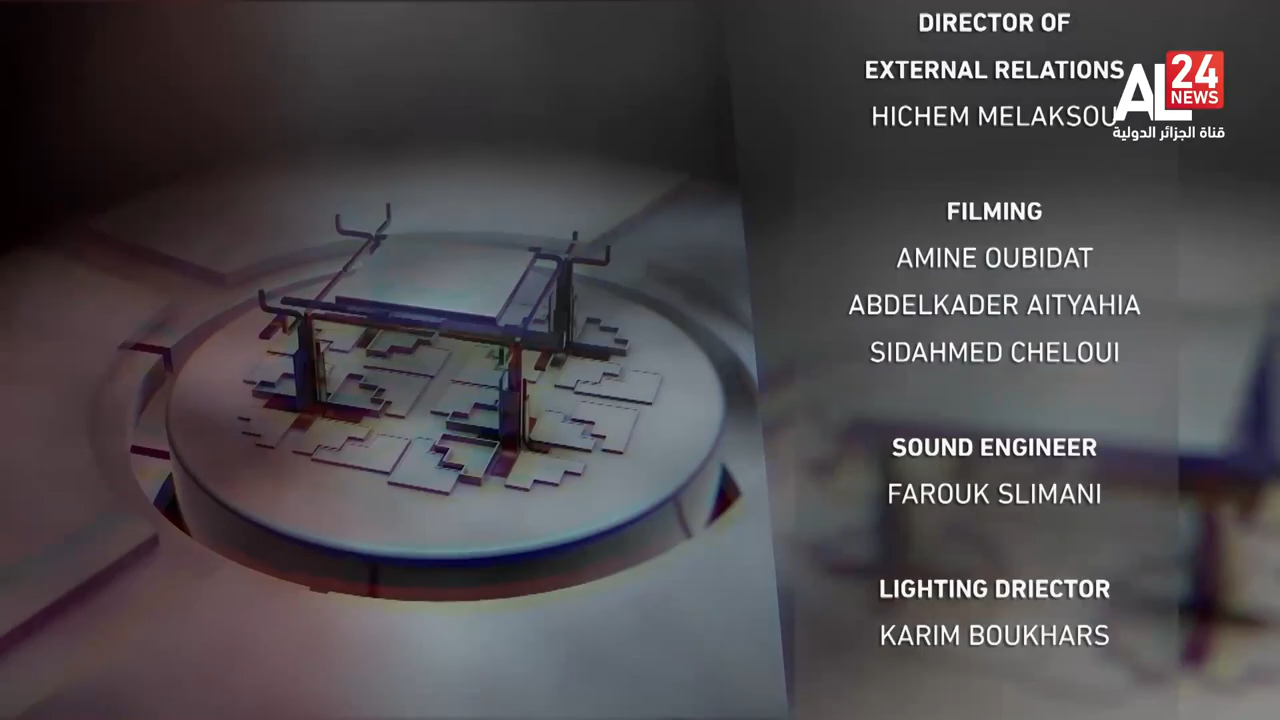 DIRECTOR OF
EXTERNAL RELATIONS
HICHEM MELAKSOU
AL
24
NEWS
قناة الجزائر الدولية
FILMING
AMINE OUBIDAT
ABDELKADER AITYAHIA
SIDAHMED CHELOUI
SOUND ENGINEER
FAROUK SLIMANI
LIGHTING DRIECTOR
KARIM BOUKHARS